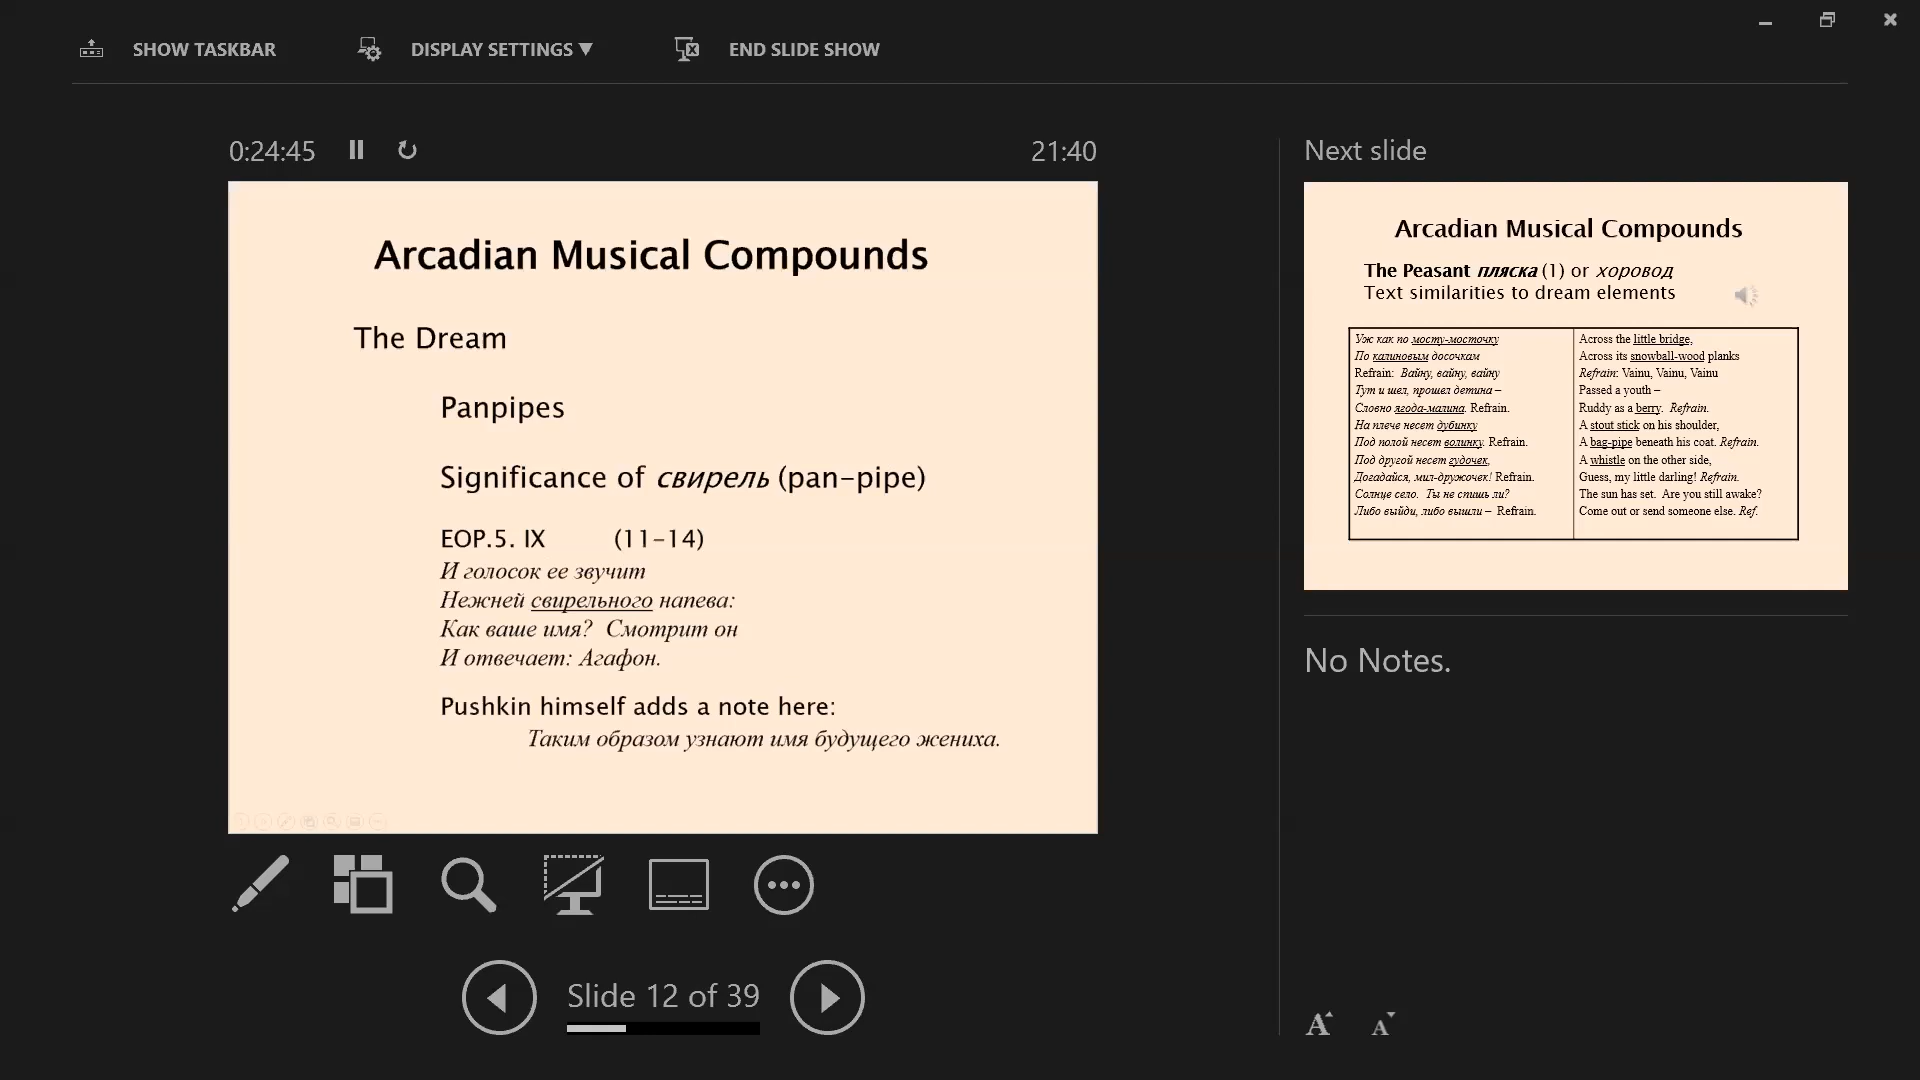 SHOW TASKBAR
DISPLAY SETTINGS ▼
END SLIDE SHOW
0:24:45
21:40
Arcadian Musical Compounds
The Dream
Panpipes
Significance of свирель (pan-pipe)
EOP.5. IX (11-14)
И голосок ее звучит
Нежней свирельного напева:
Как ваше имя? Смотрит он
И отвечает: Агафон.
Pushkin himself adds a note here:
Таким образом узнают имя будущего жениха.
Slide 12 of 39
Next slide
Arcadian Musical Compounds
The Peasant пляска (1) or хоровод
Text similarities to dream elements
Уж как по мосту-мосточку
По калиновым досочкам
Refrain: Вайну, вайну, вайну
Тут и шел, прошел детина –
Словно ягода-малина. Refrain.
На плече несет дубинку
Под полой несет волинку. Refrain.
Под другой несет гудочек,
Догадайся, мил-дружочек! Refrain.
Солнце село. Ты не спишь ли?
Либо выйди, либо вышли – Refrain.
Across the little bridge,
Across its snowball-wood planks
Refrain: Vainu, Vainu, Vainu
Passed a youth –
Ruddy as a berry. Refrain.
A stout stick on his shoulder,
A bag-pipe beneath his coat. Refrain.
A whistle on the other side,
Guess, my little darling! Refrain.
The sun has set. Are you still awake?
Come out or send someone else. Ref.
No Notes.
A A